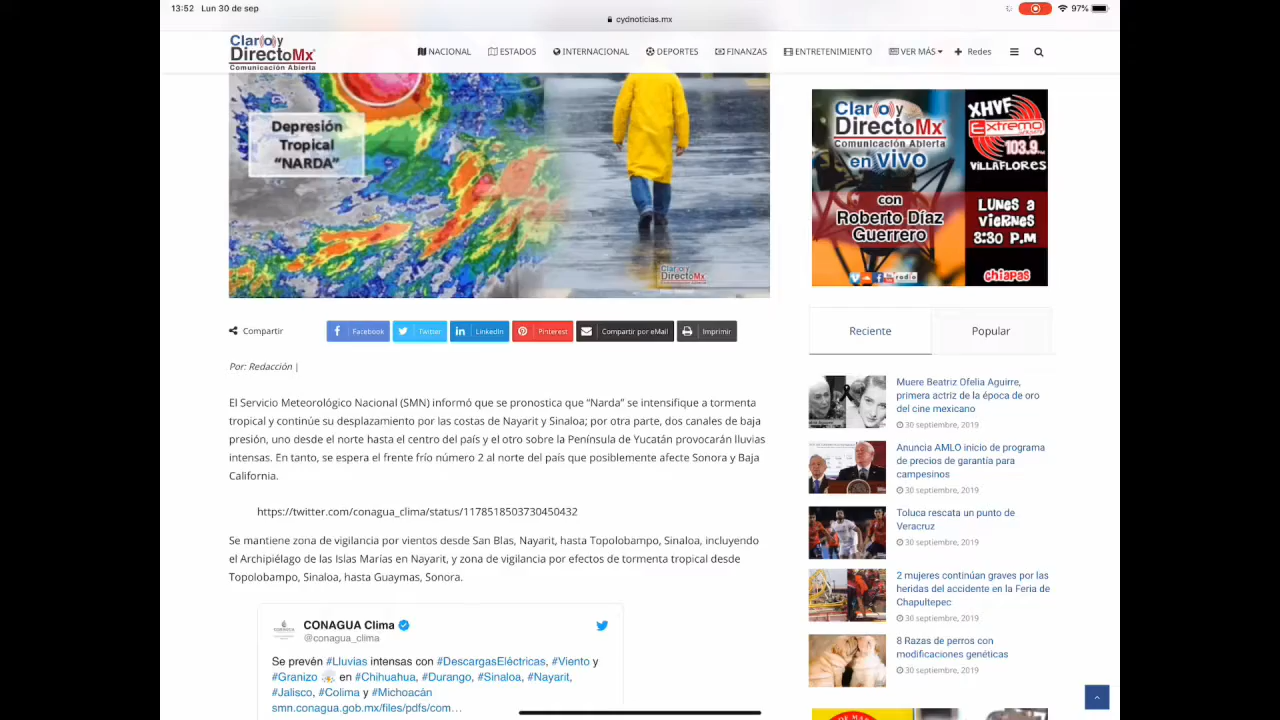 13:52 Lun 30 de sep
97%
cydnoticias.mx
Claro y
DirectoMx
Comunicación Abierta
NACIONAL ESTADOS INTERNACIONAL DEPORTES FINANZAS ENTRETENIMIENTO VER MÁS Redes
Depresión
Tropical
"NARDA"
Claro y
DirectoMx
Claro y
DirectoMx
Comunicación Abierta
en VIVO
con
Roberto Díaz
Guerrero
XHVF
Extremo
103.9
VILLAFLORES
LUNES A
VIERNES
8:30 P.M
chiapas
Compartir Facebook Twitter LinkedIn Pinterest Compartir por eMail Imprimir
Por: Redacción |
El Servicio Meteorológico Nacional (SMN) informó que se pronostica que “Narda” se intensifique a tormenta
tropical y continúe su desplazamiento por las costas de Nayarit y Sinaloa; por otra parte, dos canales de baja
presión, uno desde el norte hasta el centro del país y el otro sobre la Península de Yucatán provocarán lluvias
intensas. En tanto, se espera el frente frío número 2 al norte del país que posiblemente afecte Sonora y Baja
California.
https://twitter.com/conagua_clima/status/1178518503730450432
Se mantiene zona de vigilancia por vientos desde San Blas, Nayarit, hasta Topolobampo, Sinaloa, incluyendo
el Archipiélago de las Islas Marías en Nayarit, y zona de vigilancia por efectos de tormenta tropical desde
Topolobampo, Sinaloa, hasta Guaymas, Sonora.
CONAGUA Clima
@conagua_clima
Se prevén #Lluvias intensas con #DescargasEléctricas, #Viento y
#Granizo en #Chihuahua, #Durango, #Sinaloa, #Nayarit,
#Jalisco, #Colima y #Michoacán
smn.conagua.gob.mx/files/pdfs/com…
Reciente Popular
Muere Beatriz Ofelia Aguirre,
primera actriz de la época de oro
del cine mexicano
30 septiembre, 2019
Anuncia AMLO inicio de programa
de precios de garantía para
campesinos
30 septiembre, 2019
Toluca rescata un punto de
Veracruz
30 septiembre, 2019
2 mujeres continúan graves por las
heridas del accidente en la Feria de
Chapultepec
30 septiembre, 2019
8 Razas de perros con
modificaciones genéticas
30 septiembre, 2019